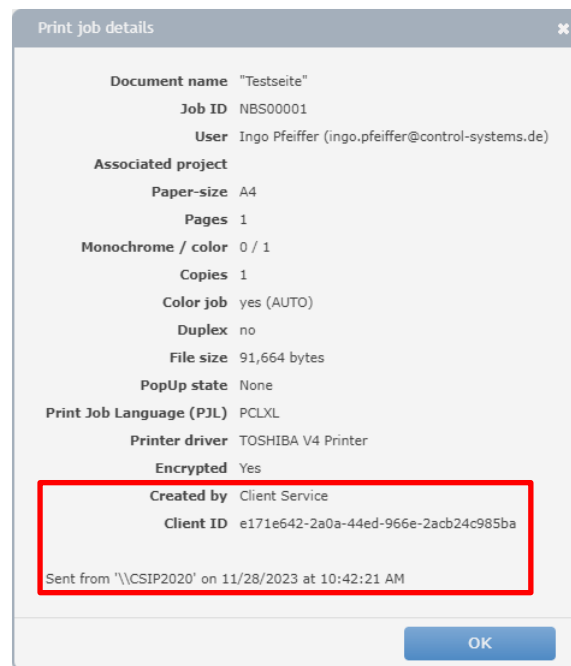 Print job details
Document name "Testseite"
Job ID NBS00001
User Ingo Pfeiffer (ingo.pfeiffer@control-systems.de)
Associated project
Paper-size A4
Pages 1
Monochrome / color 0 / 1
Copies 1
Color job yes (AUTO)
Duplex no
File size 91,664 bytes
PopUp state None
Print Job Language (PJL) PCLXL
Printer driver TOSHIBA V4 Printer
Encrypted Yes
Created by Client Service
Client ID e171e642-2a0a-44ed-966e-2acb24c985ba
Sent from '\\CSIP2020' on 11/28/2023 at 10:42:21 AM
OK